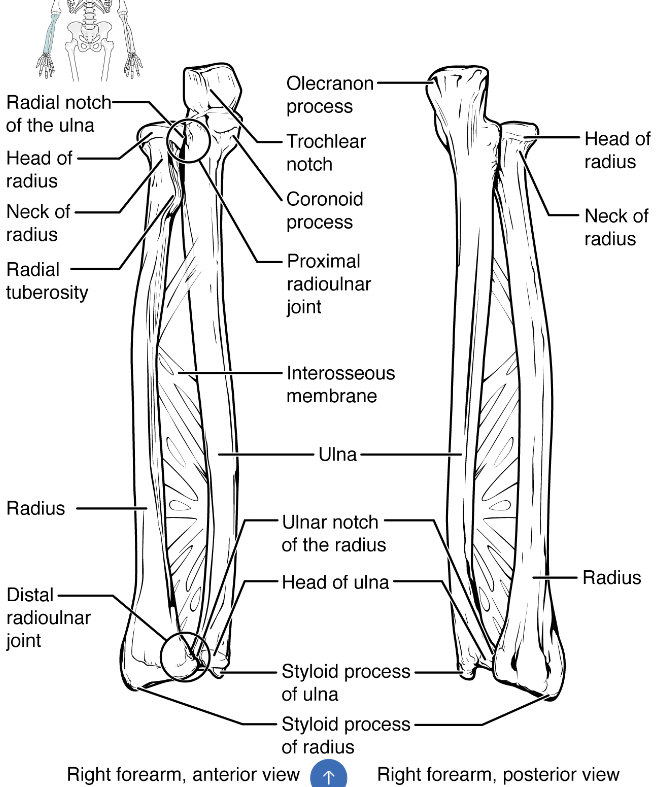 Radial notch
of the ulna
Head of
radius
Neck of
radius
Radial
tuberosity
Olecranon
process
Trochlear
notch
Coronoid
process
Proximal
radioulnar
joint
Interosseous
membrane
Ulna
Head of
radius
Neck of
radius
Radius
Distal
radioulnar
joint
Ulnar notch
of the radius
Head of ulna
Styloid process
of ulna
Styloid process
of radius
Radius
Right forearm, anterior view
Right forearm, posterior view